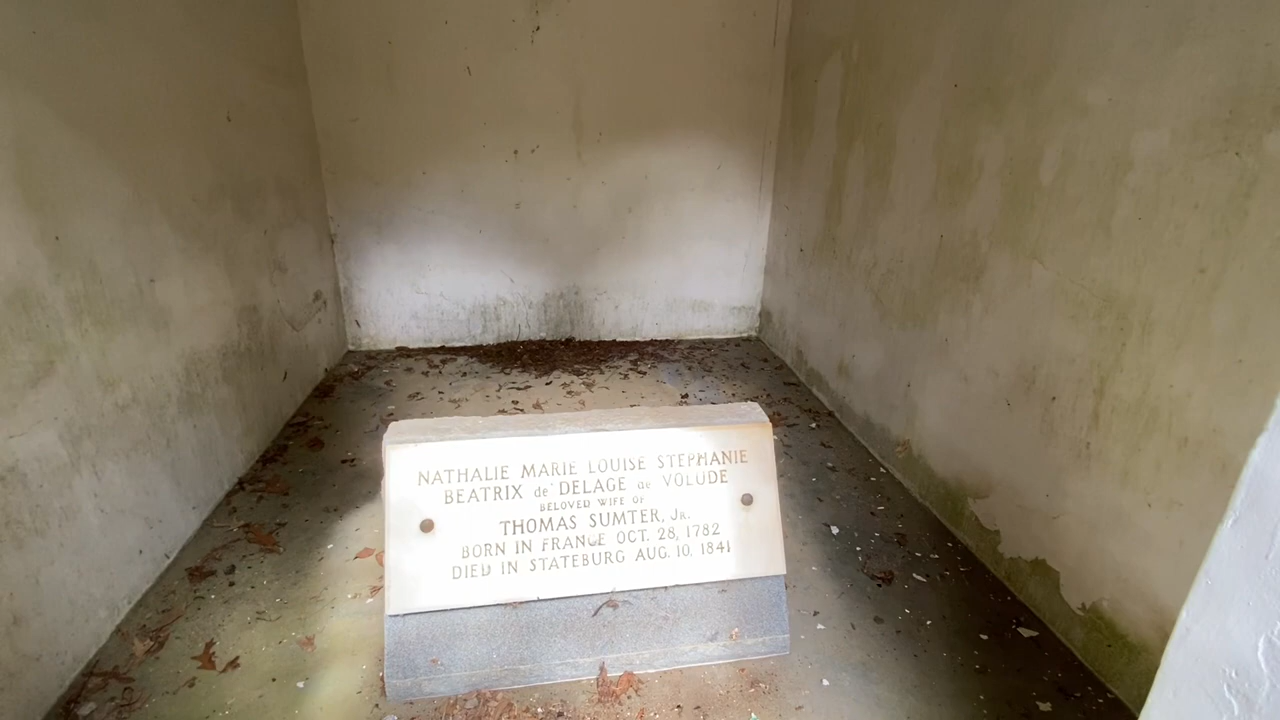 NATHALIE MARIE LOUISE STEPHANIE
BEATRIX de' DELAGE de VOLUDE
BELOVED WIFE OF
THOMAS SUMTER, JR.
BORN IN FRANCE OCT. 28, 1782
DIED IN STATEBURG AUG. 10. 1841